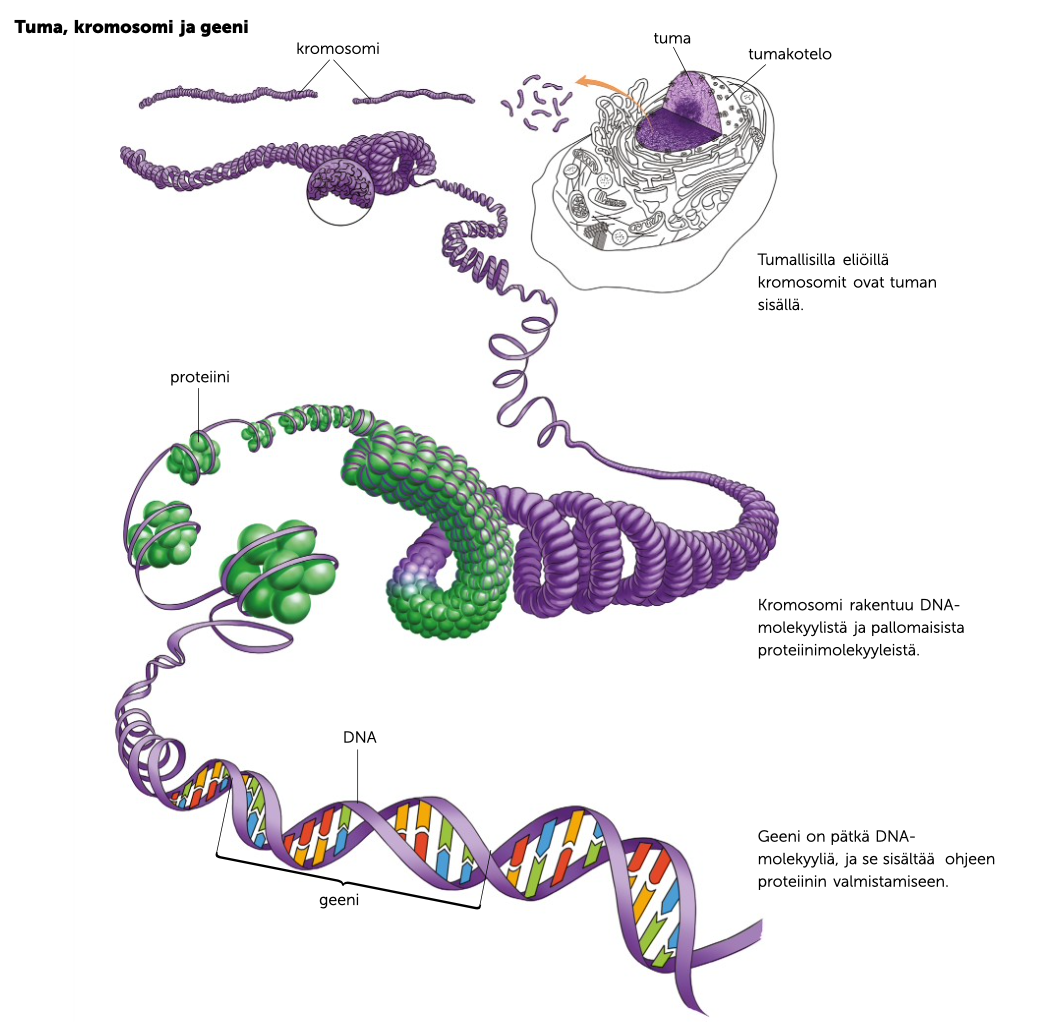 Tuma, kromosomi ja geeni
kromosomi
tuma
tumakotelo
Tumallisilla eliöillä
kromosomit ovat tuman
sisällä.
proteiini
Kromosomi rakentuu DNA-
molekyylistä ja pallomaisista
proteiinimolekyyleistä.
DNA
Geeni on pätkä DNA-
molekyyliä, ja se sisältää ohjeen
proteiinin valmistamiseen.
geeni